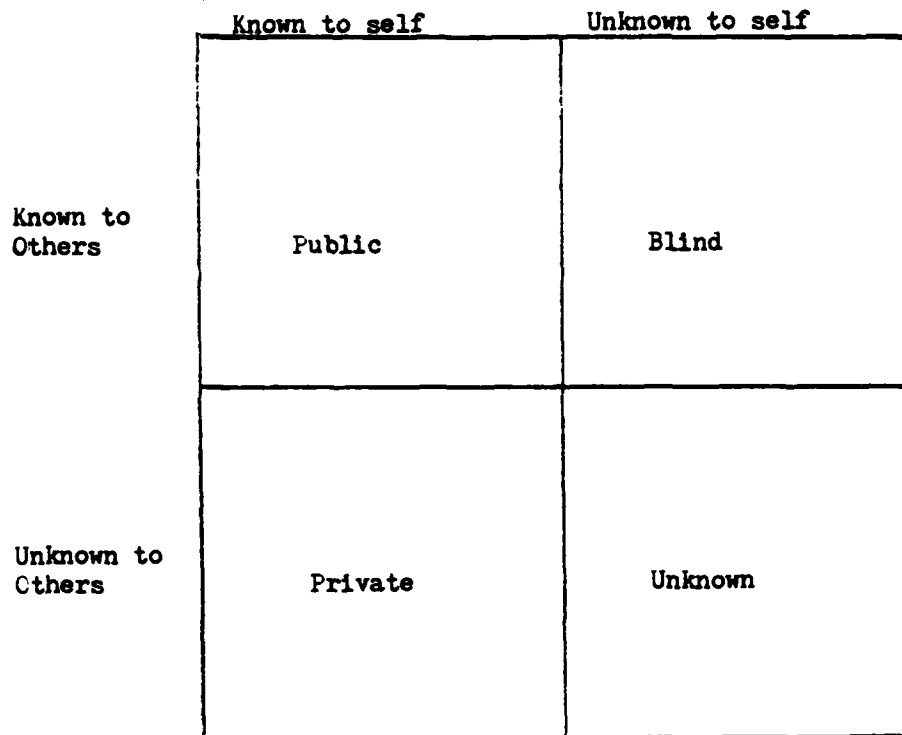 Known to self Unknown to self
Known to
Others
Public Blind
Unknown to
Others
Private Unknown